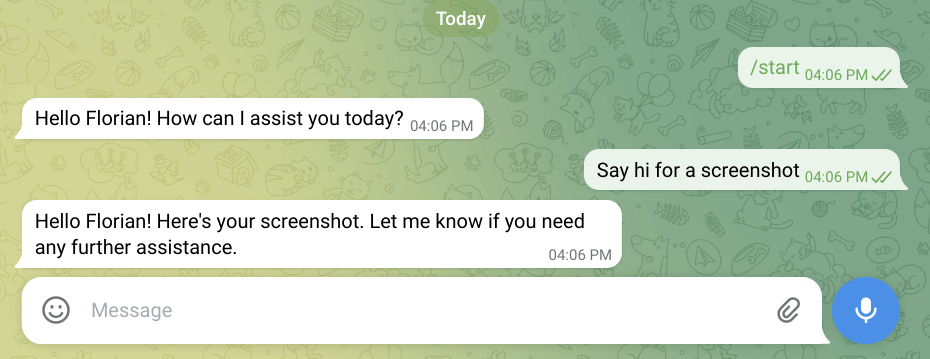 Today
/start 04:06 PM
Hello Florian! How can I assist you today? 04:06 PM
Say hi for a screenshot 04:06 PM
Hello Florian! Here's your screenshot. Let me know if you need
any further assistance. 04:06 PM
Message